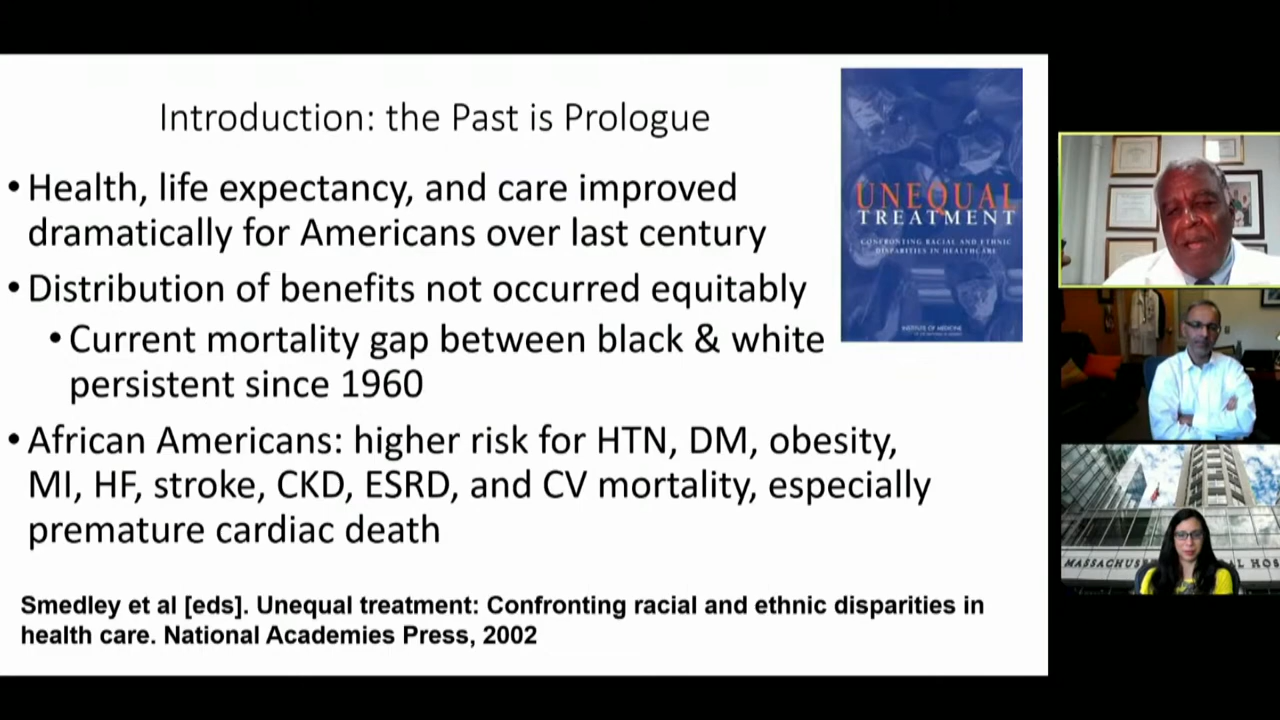 Introduction: the Past is Prologue
• Health, life expectancy, and care improved
dramatically for Americans over last century
• Distribution of benefits not occurred equitably
• Current mortality gap between black & white
persistent since 1960
• African Americans: higher risk for HTN, DM, obesity,
MI, HF, stroke, CKD, ESRD, and CV mortality, especially
premature cardiac death
Smedley et al [eds]. Unequal treatment: Confronting racial and ethnic disparities in
health care. National Academies Press, 2002
UNEQUAL
TREATMENT
CONFRONTING RACIAL AND ETHNIC
DISPARITIES IN HEALTHCARE
INSTITUTE OF MEDICINE